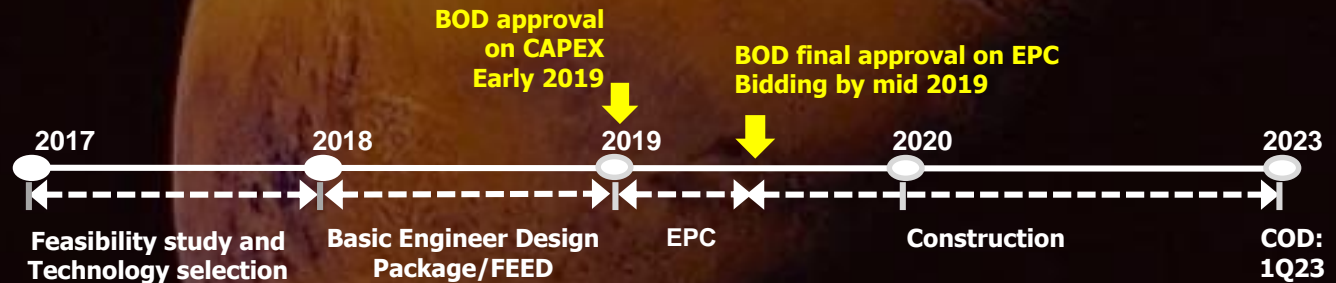 BOD approval
on CAPEX
Early 2019
BOD final approval on EPC
Bidding by mid 2019
2017
2018
2019
2020
2023
Feasibility study and
Technology selection
Basic Engineer Design
Package/FEED
EPC
Construction
COD:
1Q23